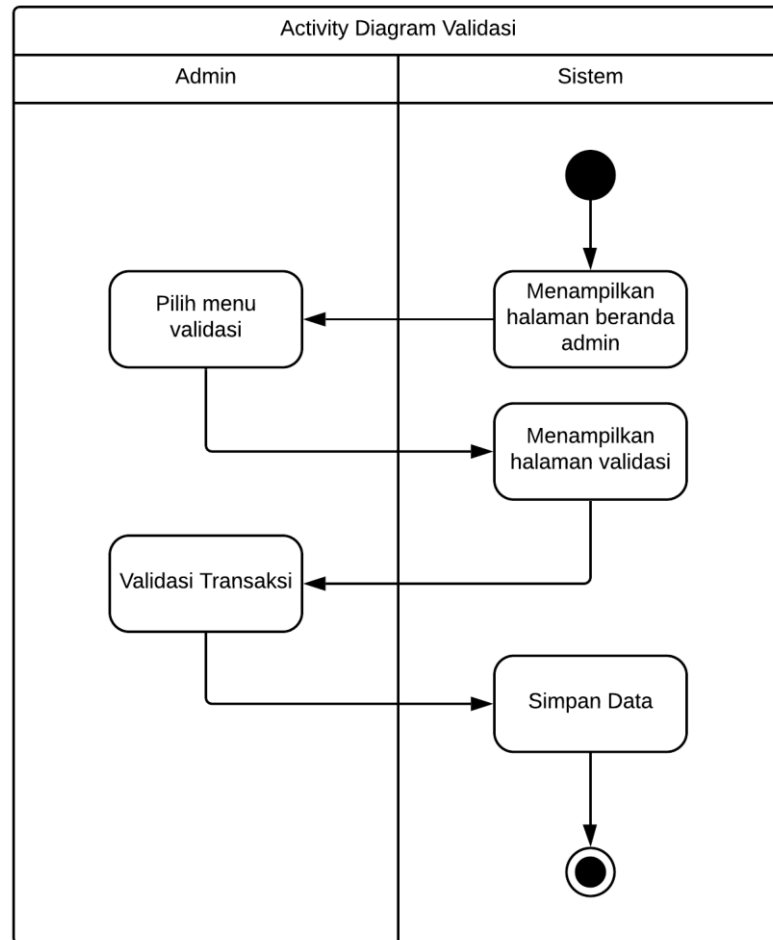 Activity Diagram Validasi
Admin
Sistem
Menampilkan
halaman beranda
admin
Pilih menu
validasi
Menampilkan
halaman validasi
Validasi Transaksi
Simpan Data